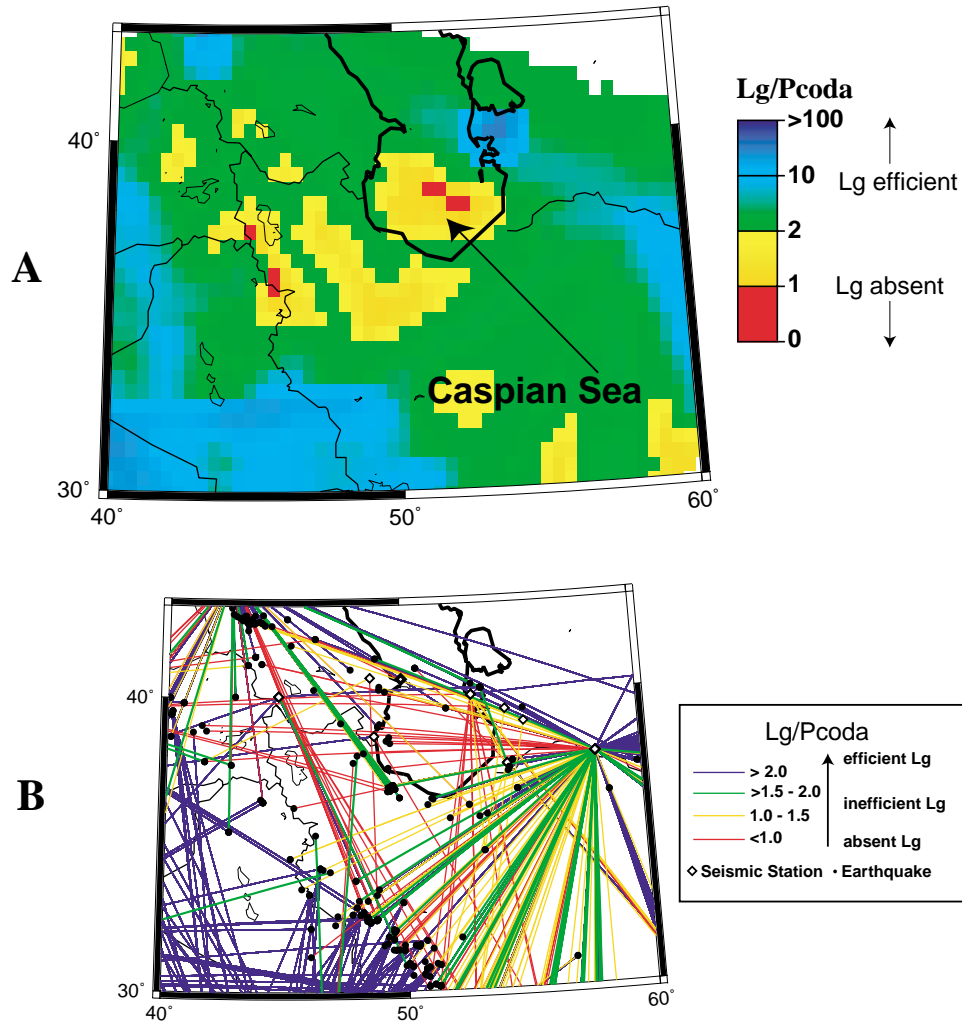 A
40°
30°
40°
50°
60°
Caspian Sea
Lg/Pcoda
>100
10
2
1
0
Lg efficient
Lg absent
B
40°
30°
40°
50°
60°
Lg/Pcoda
efficient Lg
> 2.0
>1.5 - 2.0
inefficient Lg
1.0 - 1.5
<1.0
absent Lg
Seismic Station
Earthquake